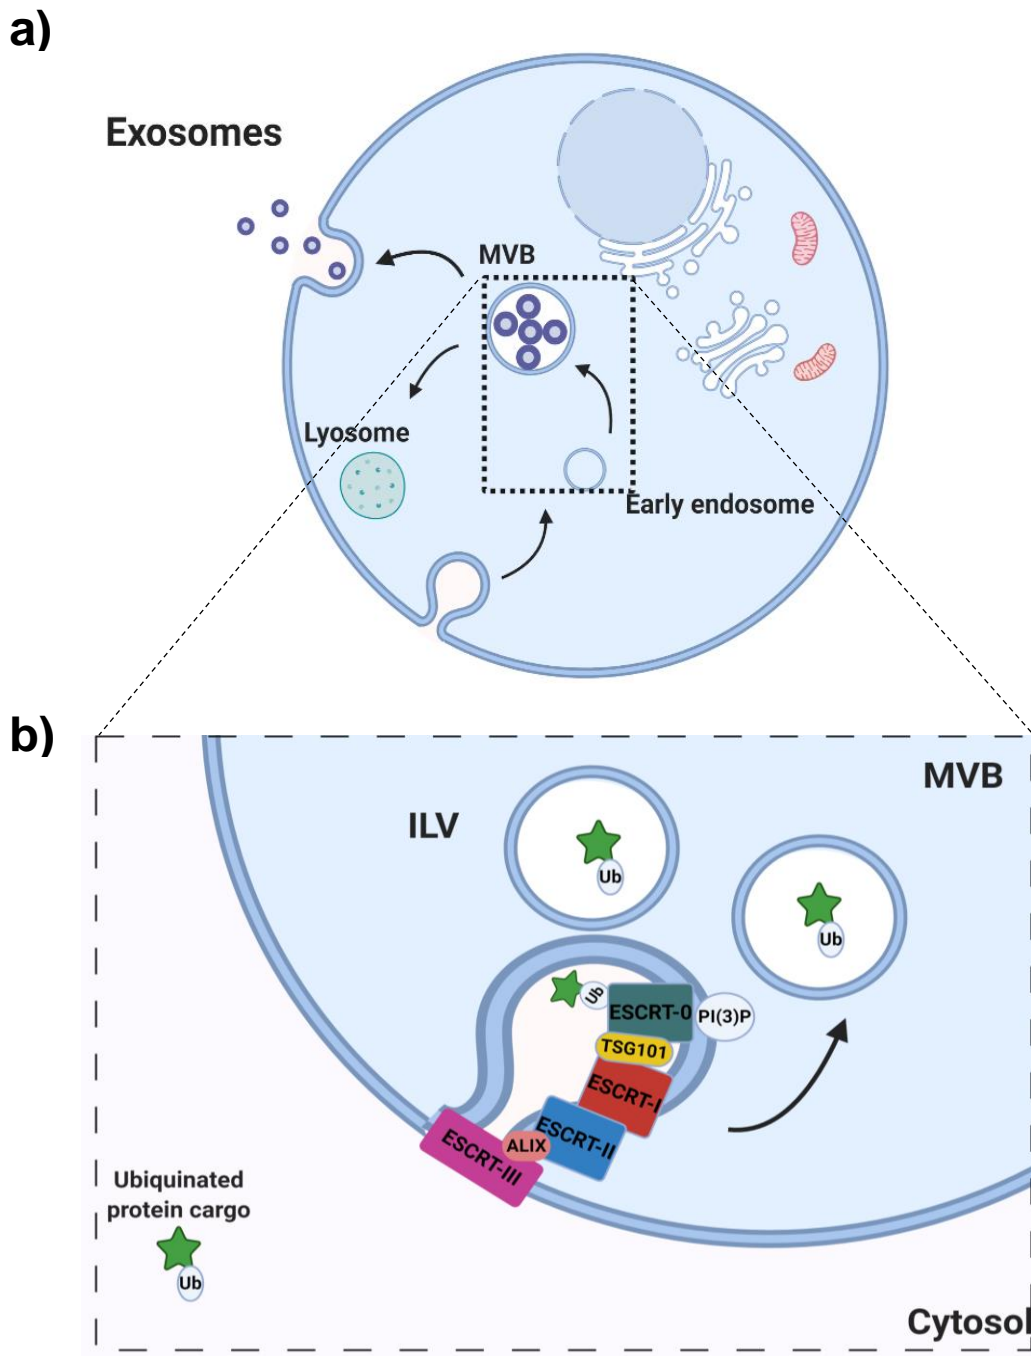 a)
Exosomes
MVB
Lyosome
Early endosome
b)
MVB
ILV
Ub
Ub
Ub
ESCRT-0
PI(3)P
TSG101
ESCRT-I
ESCRT-II
ALIX
ESCRT-III
Ubiquinated
protein cargo
Ub
Cytosol